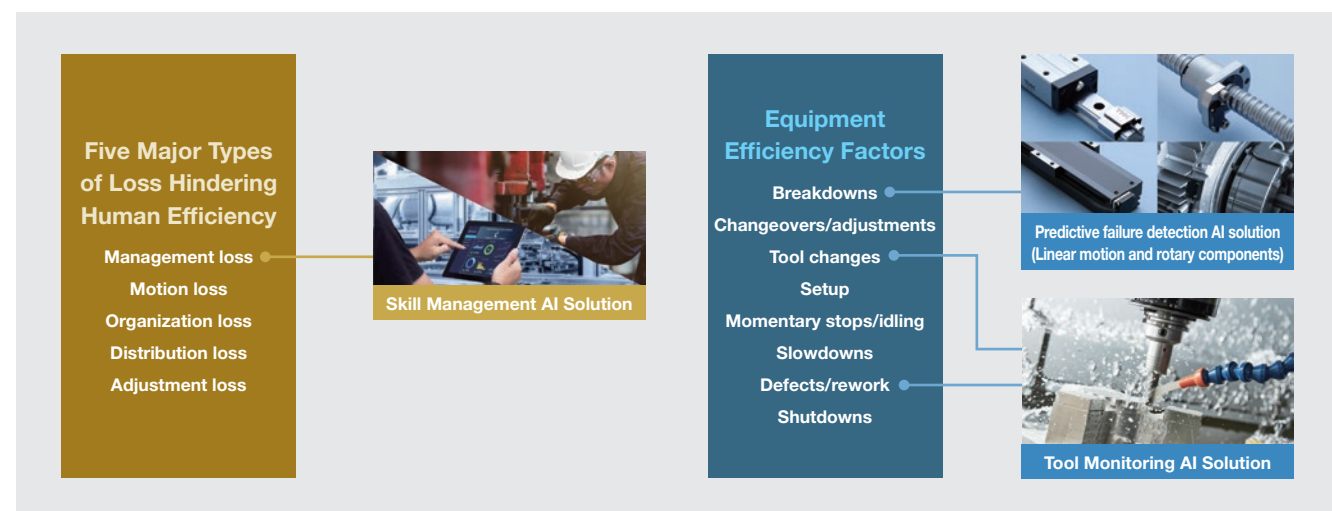 Five Major Types
of Loss Hindering
Human Efficiency
Management loss
Motion loss
Organization loss
Distribution loss
Adjustment loss
Skill Management AI Solution
Equipment
Efficiency Factors
Breakdowns
Changeovers/adjustments
Tool changes
Setup
Momentary stops/idling
Slowdowns
Defects/rework
Shutdowns
Predictive failure detection AI solution
(Linear motion and rotary components)
Tool Monitoring AI Solution